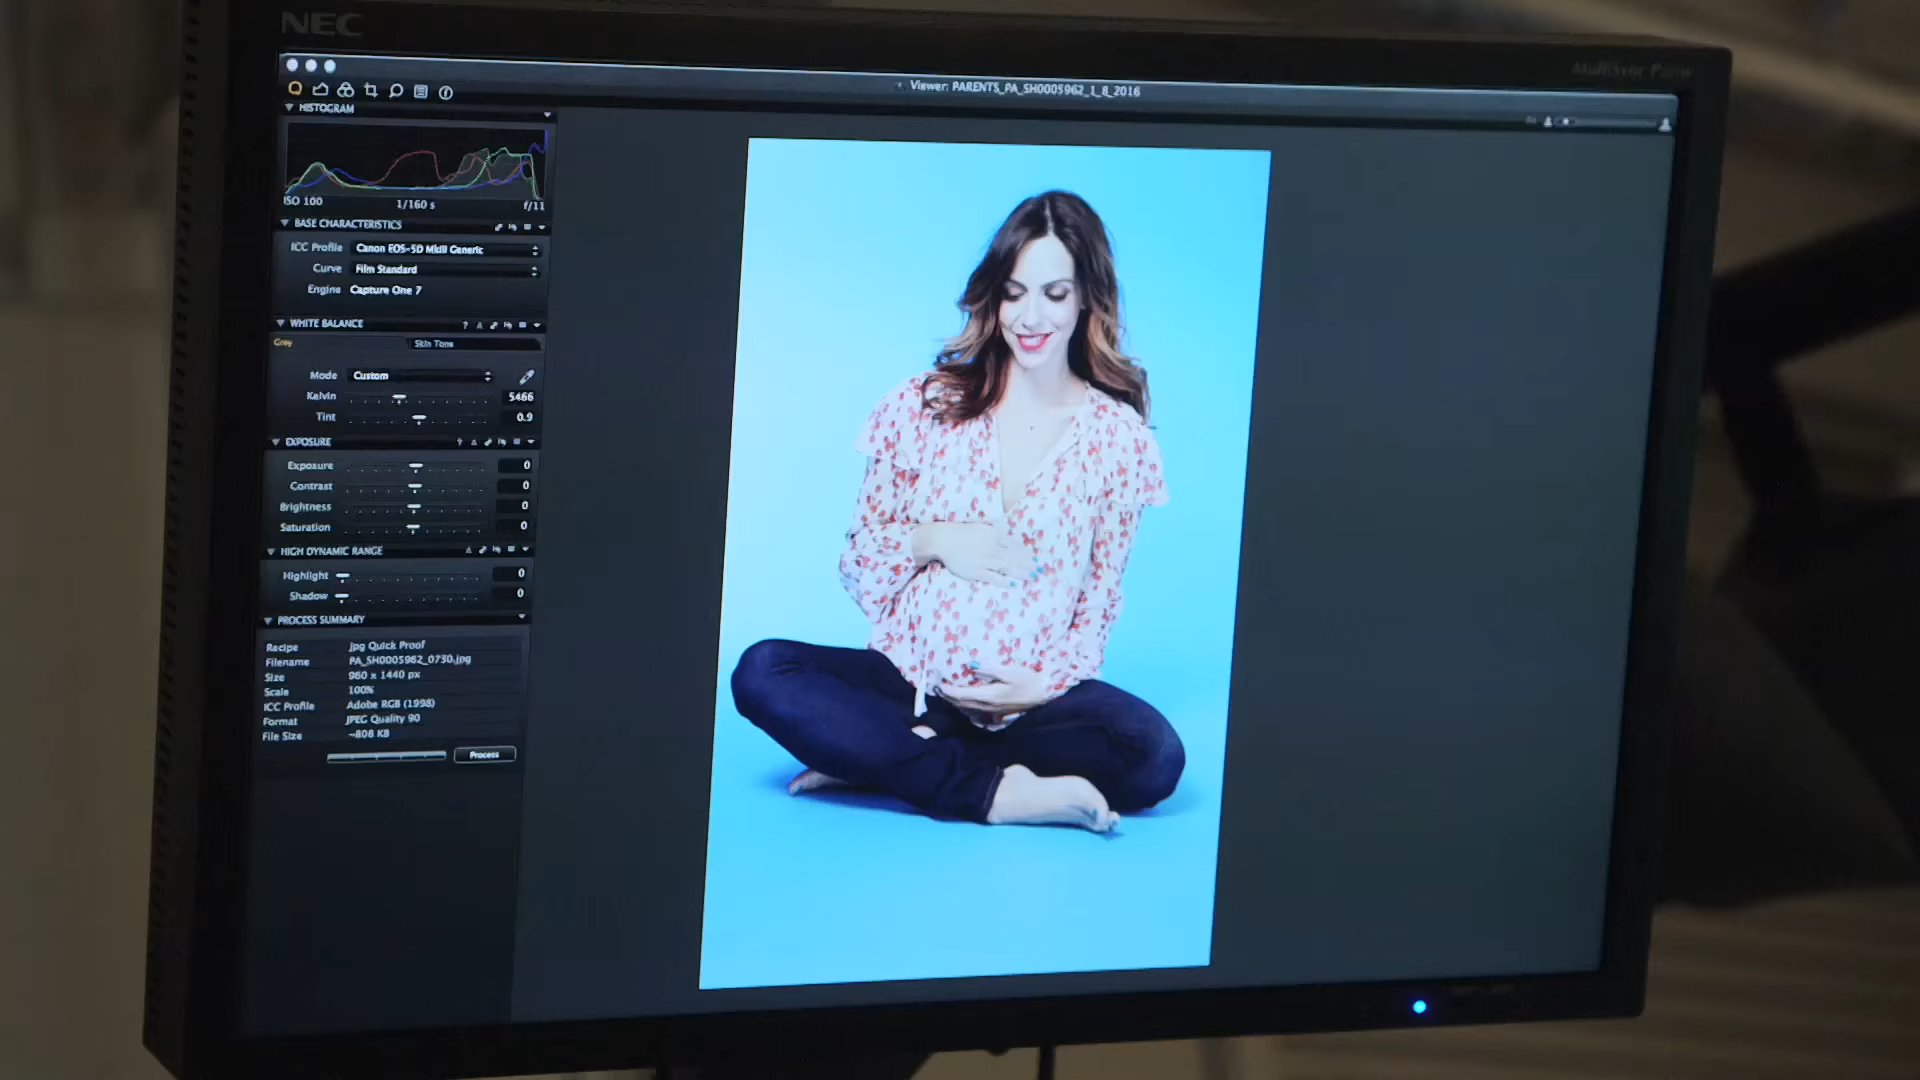 NEC
MultiSync
Viewer: PARENTS_PA_SH0005962_1_8_2016
HISTOGRAM
ISO 100 1/160 s f/11
BASE CHARACTERISTICS
ICC Profile Canon EOS-5D MkIII Generic
Curve Film Standard
Engine Capture One 7
WHITE BALANCE
Grey Skin Tone
Mode Custom
Kelvin 5466
Tint 0.9
EXPOSURE
Exposure 0
Contrast 0
Brightness 0
Saturation 0
HIGH DYNAMIC RANGE
Highlight 0
Shadow 0
PROCESS SUMMARY
Recipe Jpg Quick Proof
Filename PA_SH0005962_0730.jpg
Size 960 x 1440 px
Scale 100%
ICC Profile Adobe RGB (1998)
Format JPEG Quality 90
File Size ~808 KB
Process